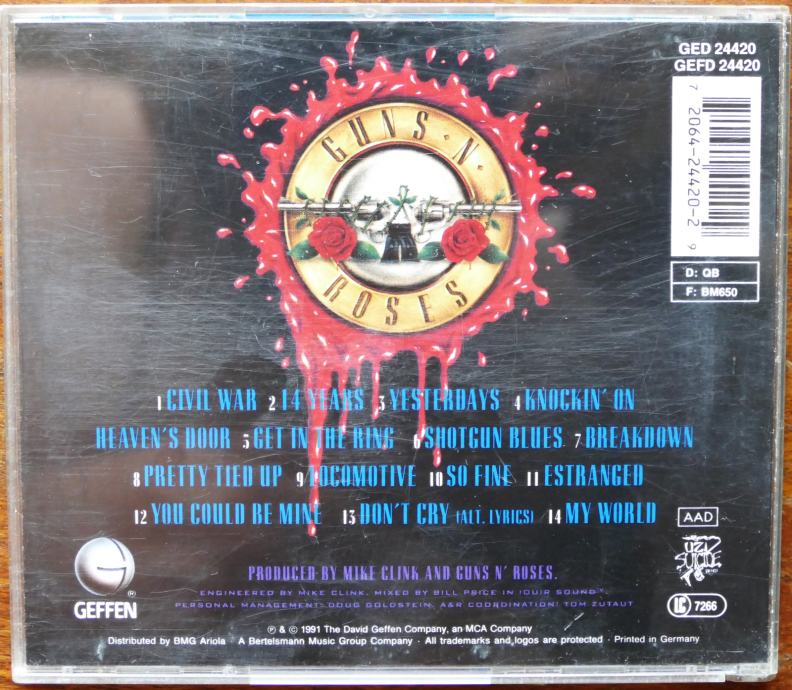 GED 24420
GEFD 24420
7 2064-24420-2 9
D: QB
F: BM650
GUNS · N ·
ROSES
1 CIVIL WAR 2 14 YEARS 3 YESTERDAYS 4 KNOCKIN' ON
HEAVEN'S DOOR 5 GET IN THE RING 6 SHOTGUN BLUES 7 BREAKDOWN
8 PRETTY TIED UP 9 LOCOMOTIVE 10 SO FINE 11 ESTRANGED
12 YOU COULD BE MINE 13 DON'T CRY (ALT. LYRICS) 14 MY WORLD
AAD
UZI
SUICIDE
GEFFEN
®
PRODUCED BY MIKE CLINK AND GUNS N' ROSES.
ENGINEERED BY MIKE CLINK. MIXED BY BILL PRICE IN (OUR SOUND™.
PERSONAL MANAGEMENT: DOUG GOLDSTEIN. A&R COORDINATION: TOM ZUTAUT
LC 7266
℗ & © 1991 The David Geffen Company, an MCA Company
Distributed by BMG Ariola · A Bertelsmann Music Group Company · All trademarks and logos are protected · Printed in Germany